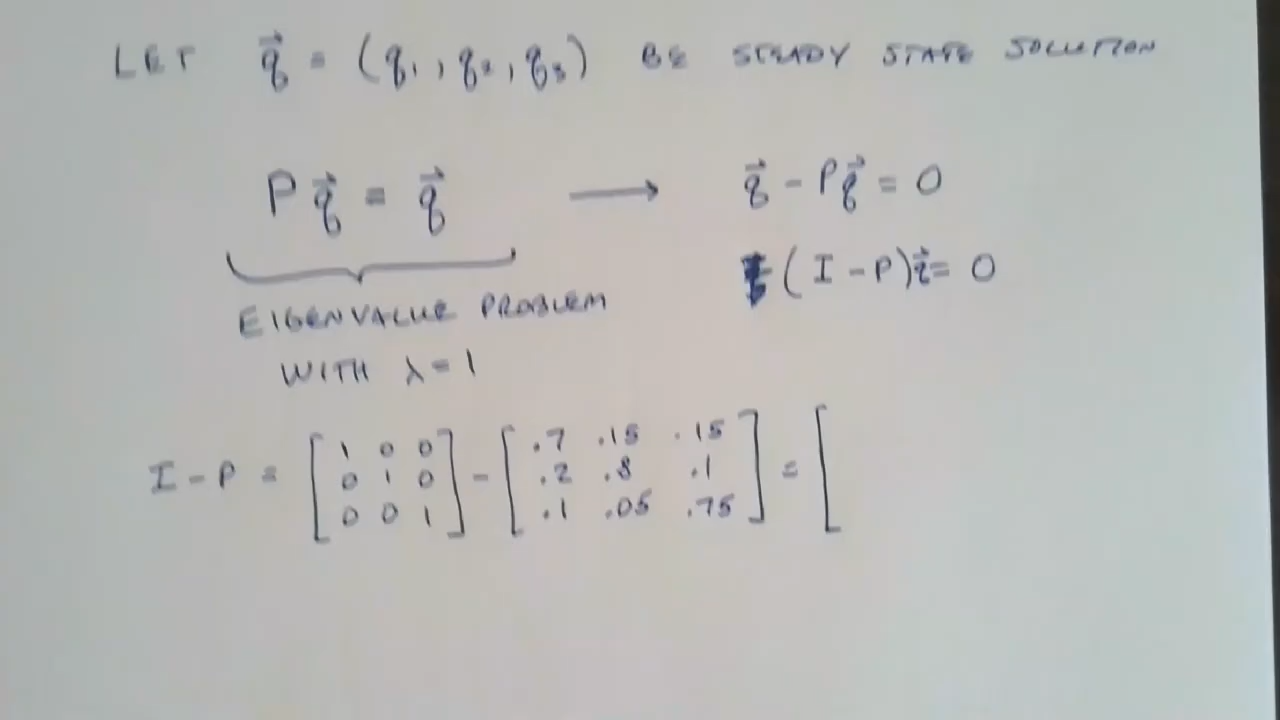 LET q⃗ = (q₁, q₂, q₃) BE STEADY STATE SOLUTION
P q⃗ = q⃗ → q⃗ - Pq⃗ = 0
(I - P)q⃗ = 0
EIGENVALUE PROBLEM
WITH λ = 1
I - P = [1 0 0; 0 1 0; 0 0 1] - [.7 .15 .15; .2 .8 .1; .1 .05 .75] = [